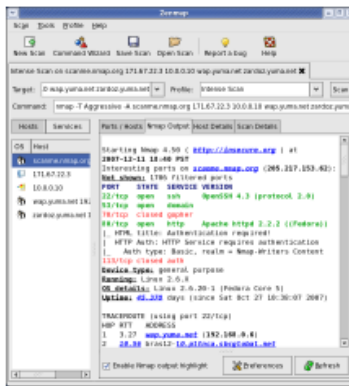 Zenmap
Scan Tools Profile Help
New Scan Command Wizard Save Scan Open Scan Report a bug Help
Intense Scan on scanme.nmap.org 171.67.22.3 10.0.0.10 wap.yuma.net zardoz.yuma.net
Target: wap.yuma.net zardoz.yuma.net Profile: Intense Scan Scan
Command: nmap -T Aggressive -A scanme.nmap.org 171.67.22.3 10.0.0.10 wap.yuma.net zardoz.yuma
Hosts Services Ports / Hosts Nmap Output Host Details Scan Details
OS Host
scanme.nmap.org
171.67.22.3
10.0.0.10
wap.yuma.net 192
zardoz.yuma.net
Starting Nmap 4.50 ( http://insecure.org ) at
2007-12-11 18:40 PST
Interesting ports on scanme.nmap.org (205.217.153.62):
Not shown: 1706 filtered ports
PORT STATE SERVICE VERSION
22/tcp open ssh OpenSSH 4.3 (protocol 2.0)
53/tcp open domain
70/tcp closed gopher
80/tcp open http Apache httpd 2.2.2 ((Fedora))
|_ HTML title: Authentication required!
| HTTP Auth: HTTP Service requires authentication
|_ Auth type: Basic, realm = Nmap-Writers Content
113/tcp closed auth
Device type: general purpose
Running: Linux 2.6.X
OS details: Linux 2.6.20-1 (Fedora Core 5)
Uptime: days (since Sat Oct 27 10:38:07 2007)
TRACEROUTE (using port 22/tcp)
HOP RTT ADDRESS
1 3.27 wap.yuma.net (192.168.0.6)
2
Enable Nmap output highlight Preferences Refresh